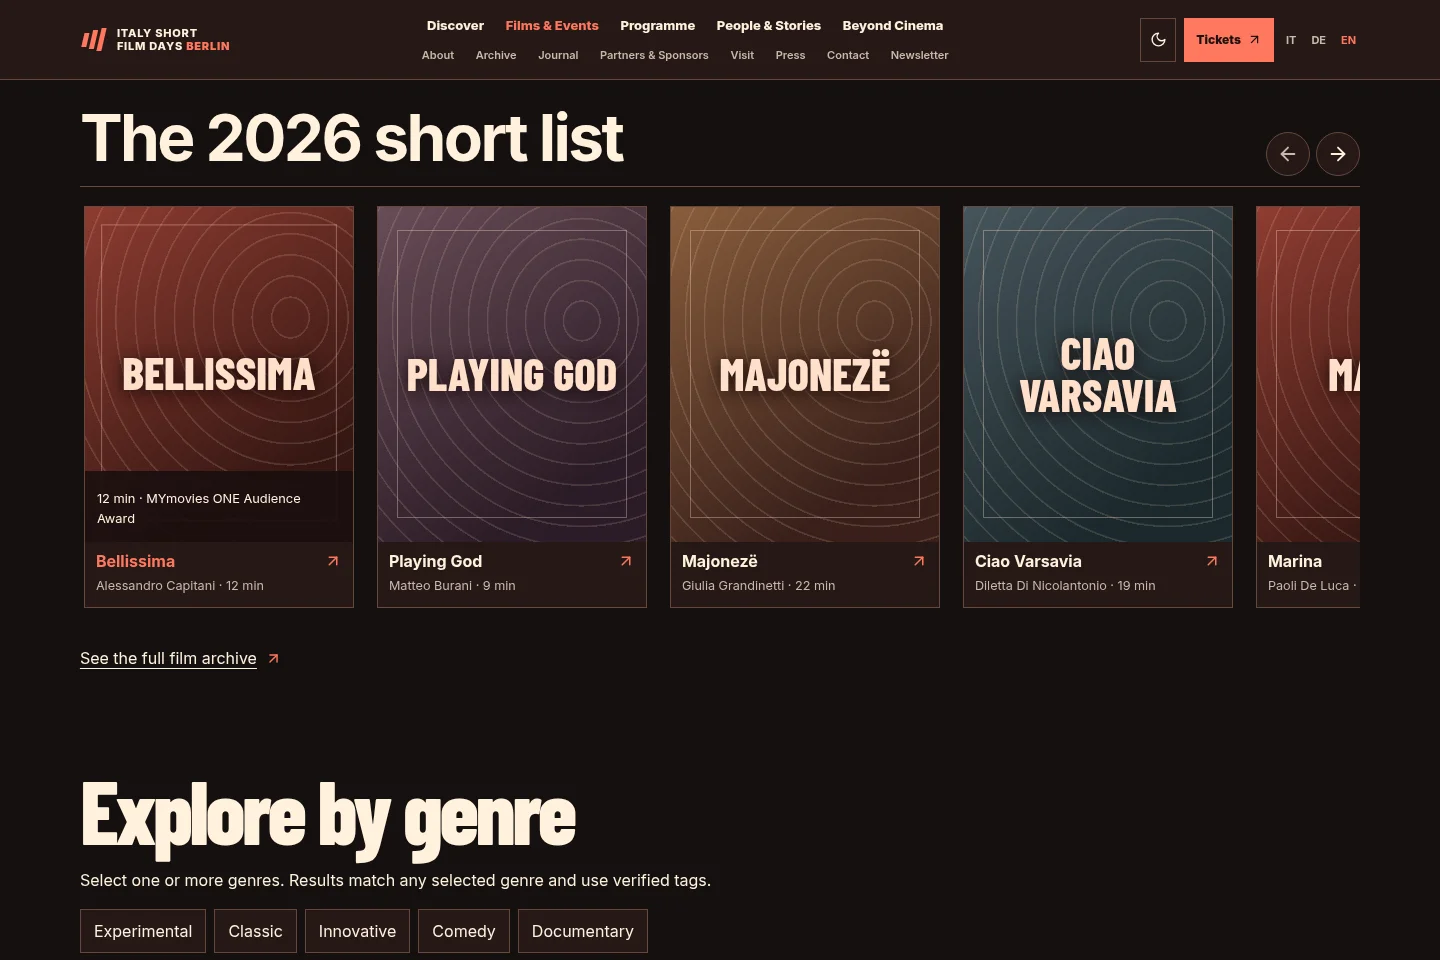 ITALY SHORT
FILM DAYS BERLIN
Discover Films & Events Programme People & Stories Beyond Cinema
About Archive Journal Partners & Sponsors Visit Press Contact Newsletter
Tickets IT DE EN
The 2026 short list
BELLISSIMA
12 min · MYmovies ONE Audience
Award
Bellissima
Alessandro Capitani · 12 min
PLAYING GOD
Playing God
Matteo Burani · 9 min
MAJONEZË
Majonezë
Giulia Grandinetti · 22 min
CIAO
VARSAVIA
Ciao Varsavia
Diletta Di Nicolantonio · 19 min
Marina
Paoli De Luca ·
See the full film archive
Explore by genre
Select one or more genres. Results match any selected genre and use verified tags.
Experimental Classic Innovative Comedy Documentary